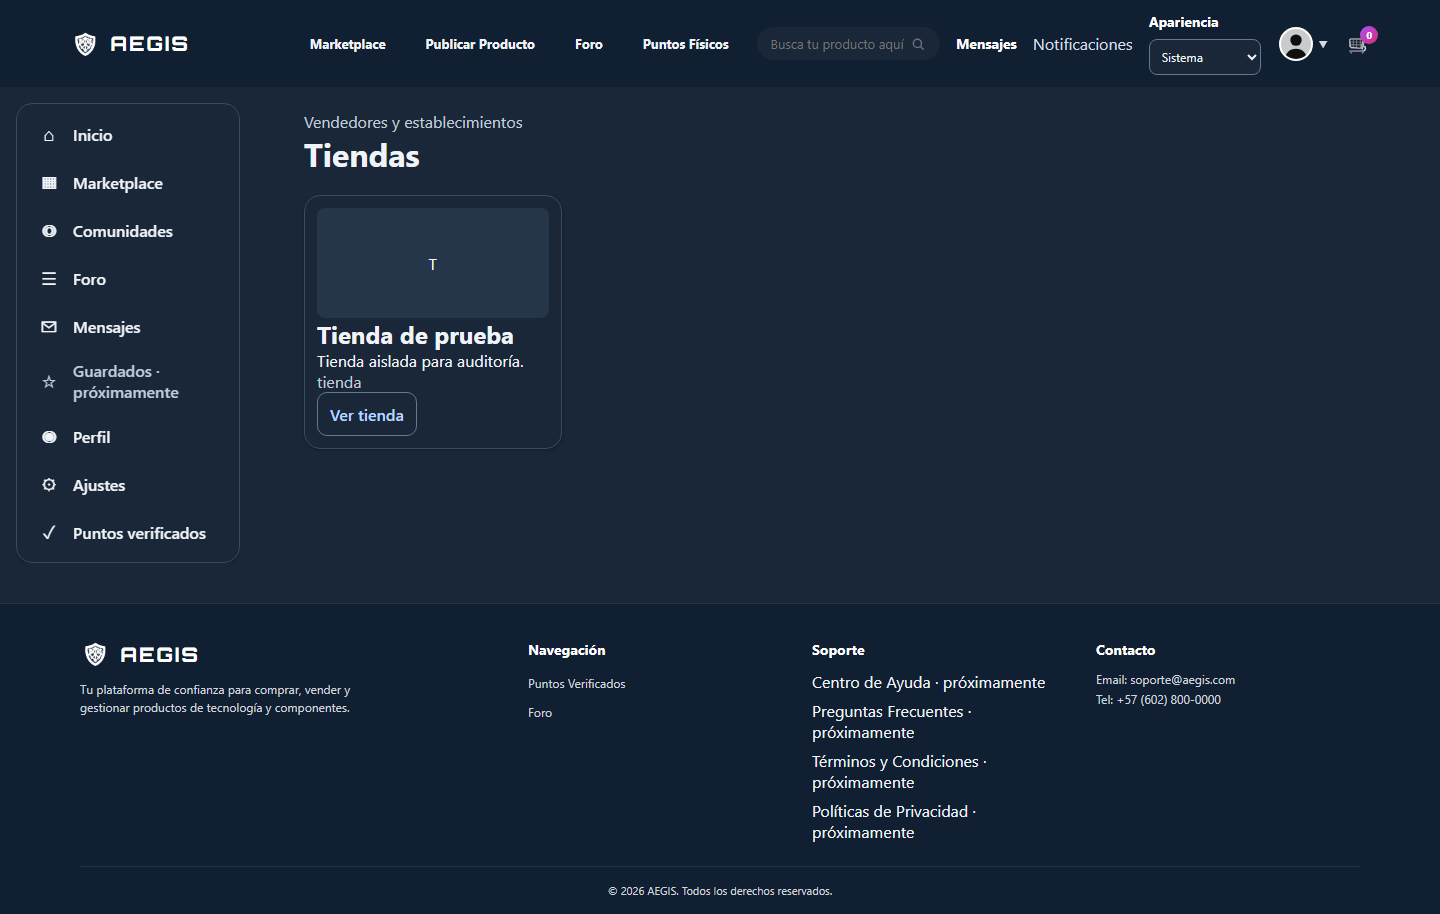 AEGIS
Marketplace
Publicar Producto
Foro
Puntos Físicos
Busca tu producto aquí
Mensajes
Notificaciones
Apariencia
Sistema
0
Inicio
Marketplace
Comunidades
Foro
Mensajes
Guardados ·
próximamente
Perfil
Ajustes
Puntos verificados
Vendedores y establecimientos
Tiendas
T
Tienda de prueba
Tienda aislada para auditoría.
tienda
Ver tienda
AEGIS
Tu plataforma de confianza para comprar, vender y
gestionar productos de tecnología y componentes.
Navegación
Puntos Verificados
Foro
Soporte
Centro de Ayuda · próximamente
Preguntas Frecuentes ·
próximamente
Términos y Condiciones ·
próximamente
Políticas de Privacidad ·
próximamente
Contacto
Email: soporte@aegis.com
Tel: +57 (602) 800-0000
© 2026 AEGIS. Todos los derechos reservados.